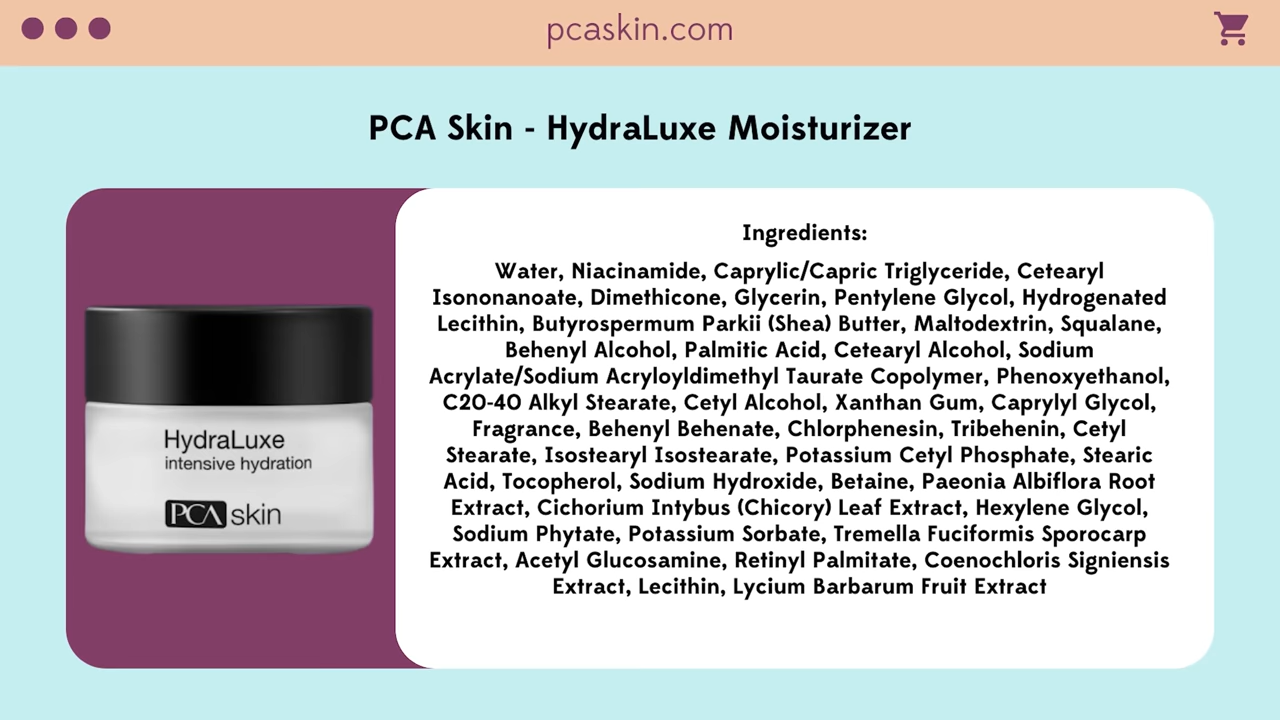 pcaskin.com
PCA Skin - HydraLuxe Moisturizer
HydraLuxe
intensive hydration
PCA skin
Ingredients:
Water, Niacinamide, Caprylic/Capric Triglyceride, Cetearyl
Isononanoate, Dimethicone, Glycerin, Pentylene Glycol, Hydrogenated
Lecithin, Butyrospermum Parkii (Shea) Butter, Maltodextrin, Squalane,
Behenyl Alcohol, Palmitic Acid, Cetearyl Alcohol, Sodium
Acrylate/Sodium Acryloyldimethyl Taurate Copolymer, Phenoxyethanol,
C20-40 Alkyl Stearate, Cetyl Alcohol, Xanthan Gum, Caprylyl Glycol,
Fragrance, Behenyl Behenate, Chlorphenesin, Tribehenin, Cetyl
Stearate, Isostearyl Isostearate, Potassium Cetyl Phosphate, Stearic
Acid, Tocopherol, Sodium Hydroxide, Betaine, Paeonia Albiflora Root
Extract, Cichorium Intybus (Chicory) Leaf Extract, Hexylene Glycol,
Sodium Phytate, Potassium Sorbate, Tremella Fuciformis Sporocarp
Extract, Acetyl Glucosamine, Retinyl Palmitate, Coenochloris Signiensis
Extract, Lecithin, Lycium Barbarum Fruit Extract